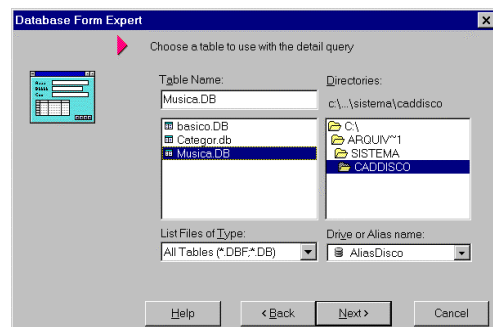 Database Form Expert
Choose a table to use with the detail query
Table Name:
Musica.DB
basico.DB
Categor.db
Musica.DB
Directories:
c:\...\sistema\caddisco
C:\
ARQUIV~1
SISTEMA
CADDISCO
List Files of Type:
All Tables (*.DBF;*.DB)
Drive or Alias name:
AliasDisco
Help
< Back
Next >
Cancel